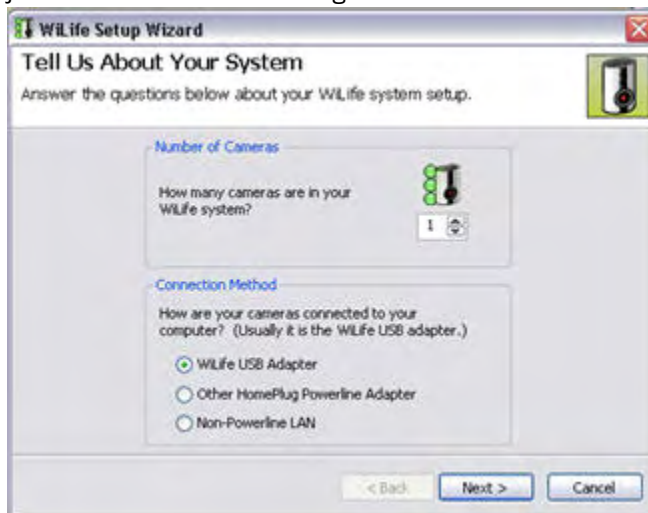 WiLife Setup Wizard
Tell Us About Your System
Answer the questions below about your WiLife system setup.
Number of Cameras
How many cameras are in your
WiLife system?
1
Connection Method
How are your cameras connected to your
computer? (Usually it is the WiLife USB adapter.)
WiLife USB Adapter
Other HomePlug Powerline Adapter
Non-Powerline LAN
< Back Next > Cancel